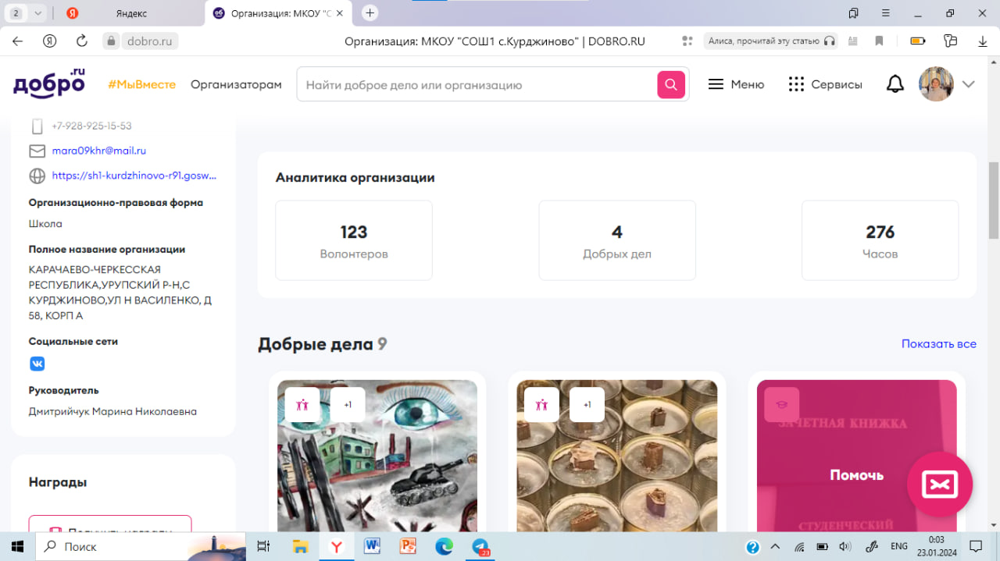 2
Яндекс
Организация: МКОУ "С
dobro.ru
Организация: МКОУ "СОШ1 с.Курджиново" | DOBRO.RU
Алиса, прочитай эту статью
добро.ru
#МыВместе
Организаторам
Найти доброе дело или организацию
Меню
Сервисы
+7-928-925-15-53
mara09khr@mail.ru
https://sh1-kurdzhinovo-r91.gosw...
Организационно-правовая форма
Школа
Полное название организации
КАРАЧАЕВО-ЧЕРКЕССКАЯ
РЕСПУБЛИКА,УРУПСКИЙ Р-Н,С
КУРДЖИНОВО,УЛ Н ВАСИЛЕНКО, Д
58, КОРП А
Социальные сети
Руководитель
Дмитрийчук Марина Николаевна
Награды
Получить награду
Аналитика организации
123
Волонтеров
4
Добрых дел
276
Часов
Добрые дела 9
Показать все
+1
+1
ЗАЧЕТНАЯ КНИЖКА
Помочь
СТУДЕНЧЕСКИЙ
Поиск
23
ENG
0:03
23.01.2024